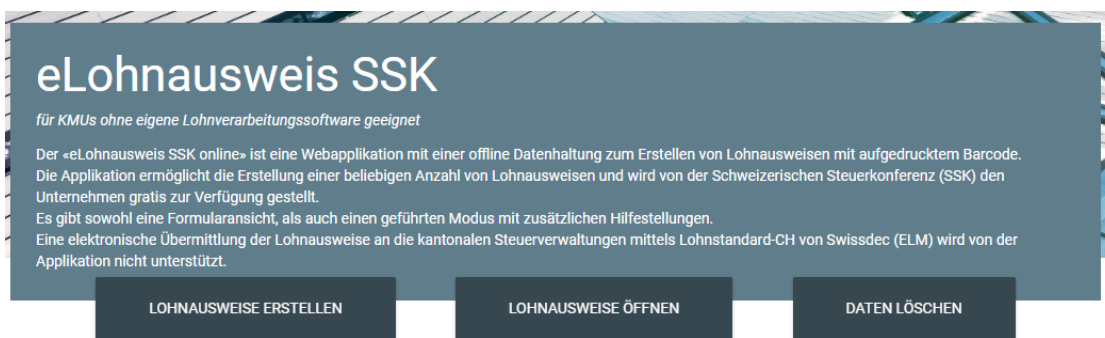 eLohnausweis SSK
für KMUs ohne eigene Lohnverarbeitungssoftware geeignet
Der «eLohnausweis SSK online» ist eine Webapplikation mit einer offline Datenhaltung zum Erstellen von Lohnausweisen mit aufgedrucktem Barcode.
Die Applikation ermöglicht die Erstellung einer beliebigen Anzahl von Lohnausweisen und wird von der Schweizerischen Steuerkonferenz (SSK) den
Unternehmen gratis zur Verfügung gestellt.
Es gibt sowohl eine Formularansicht, als auch einen geführten Modus mit zusätzlichen Hilfestellungen.
Eine elektronische Übermittlung der Lohnausweise an die kantonalen Steuerverwaltungen mittels Lohnstandard-CH von Swissdec (ELM) wird von der
Applikation nicht unterstützt.
LOHNAUSWEISE ERSTELLEN LOHNAUSWEISE ÖFFNEN DATEN LÖSCHEN